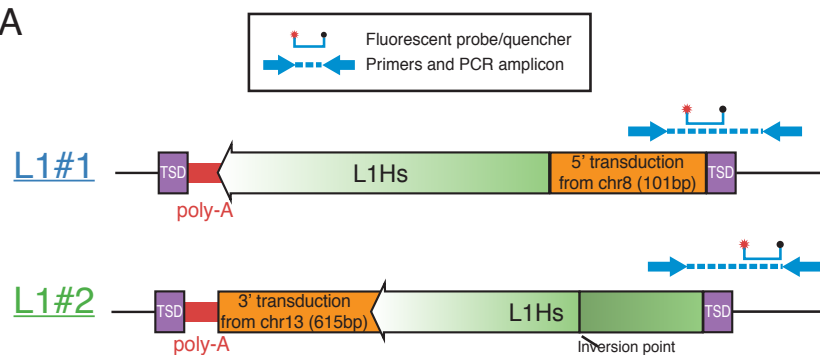 A
Fluorescent probe/quencher
Primers and PCR amplicon
L1#1
TSD
L1Hs
5' transduction
from chr8 (101bp)
TSD
poly-A
L1#2
TSD
3' transduction
from chr13 (615bp)
L1Hs
TSD
poly-A
Inversion point